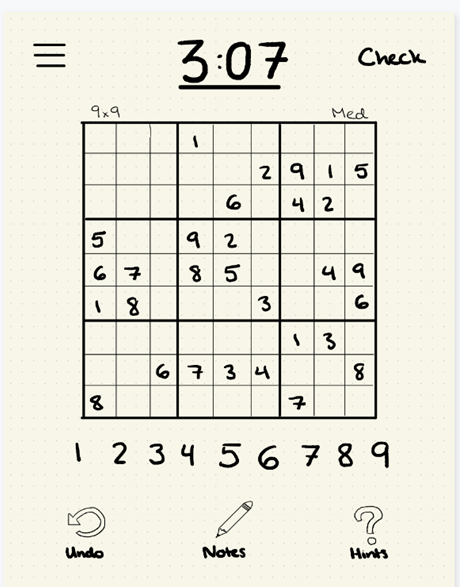 3:07
Check
9x9 Med
1
2 9 1 5
6 4 2
5 9 2
6 7 8 5 4 9
1 8 3 6
1 3
6 7 3 4 8
8 7
1 2 3 4 5 6 7 8 9
Undo Notes Hints